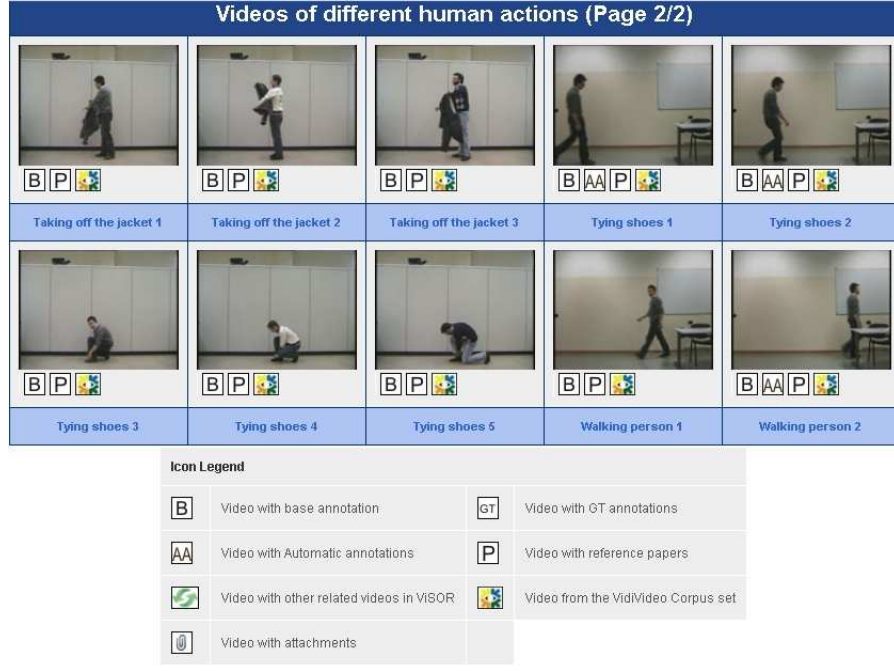 Videos of different human actions (Page 2/2)
B P
B P
B P
B AA P
B AA P
Taking off the jacket 1
Taking off the jacket 2
Taking off the jacket 3
Tying shoes 1
Tying shoes 2
B P
B P
B P
B P
B AA P
Tying shoes 3
Tying shoes 4
Tying shoes 5
Walking person 1
Walking person 2
Icon Legend
B Video with base annotation
GT Video with GT annotations
AA Video with Automatic annotations
P Video with reference papers
Video with other related videos in ViSOR
Video from the VidiVideo Corpus set
Video with attachments